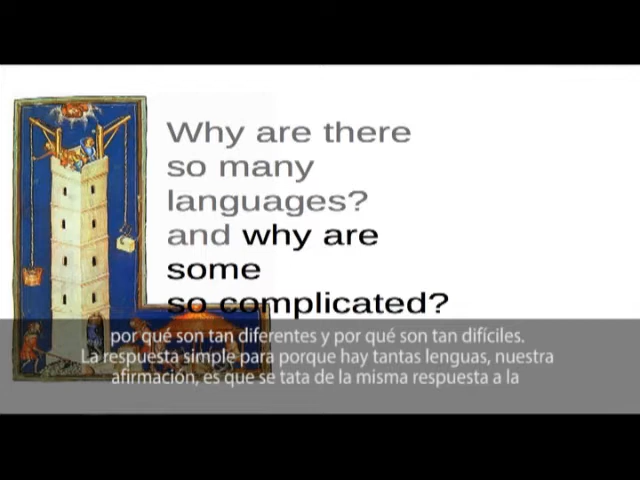 Why are there
so many
languages?
and why are
some
so complicated?
por qué son tan diferentes y por qué son tan difíciles.
La respuesta simple para porque hay tantas lenguas, nuestra
afirmación, es que se tata de la misma respuesta a la